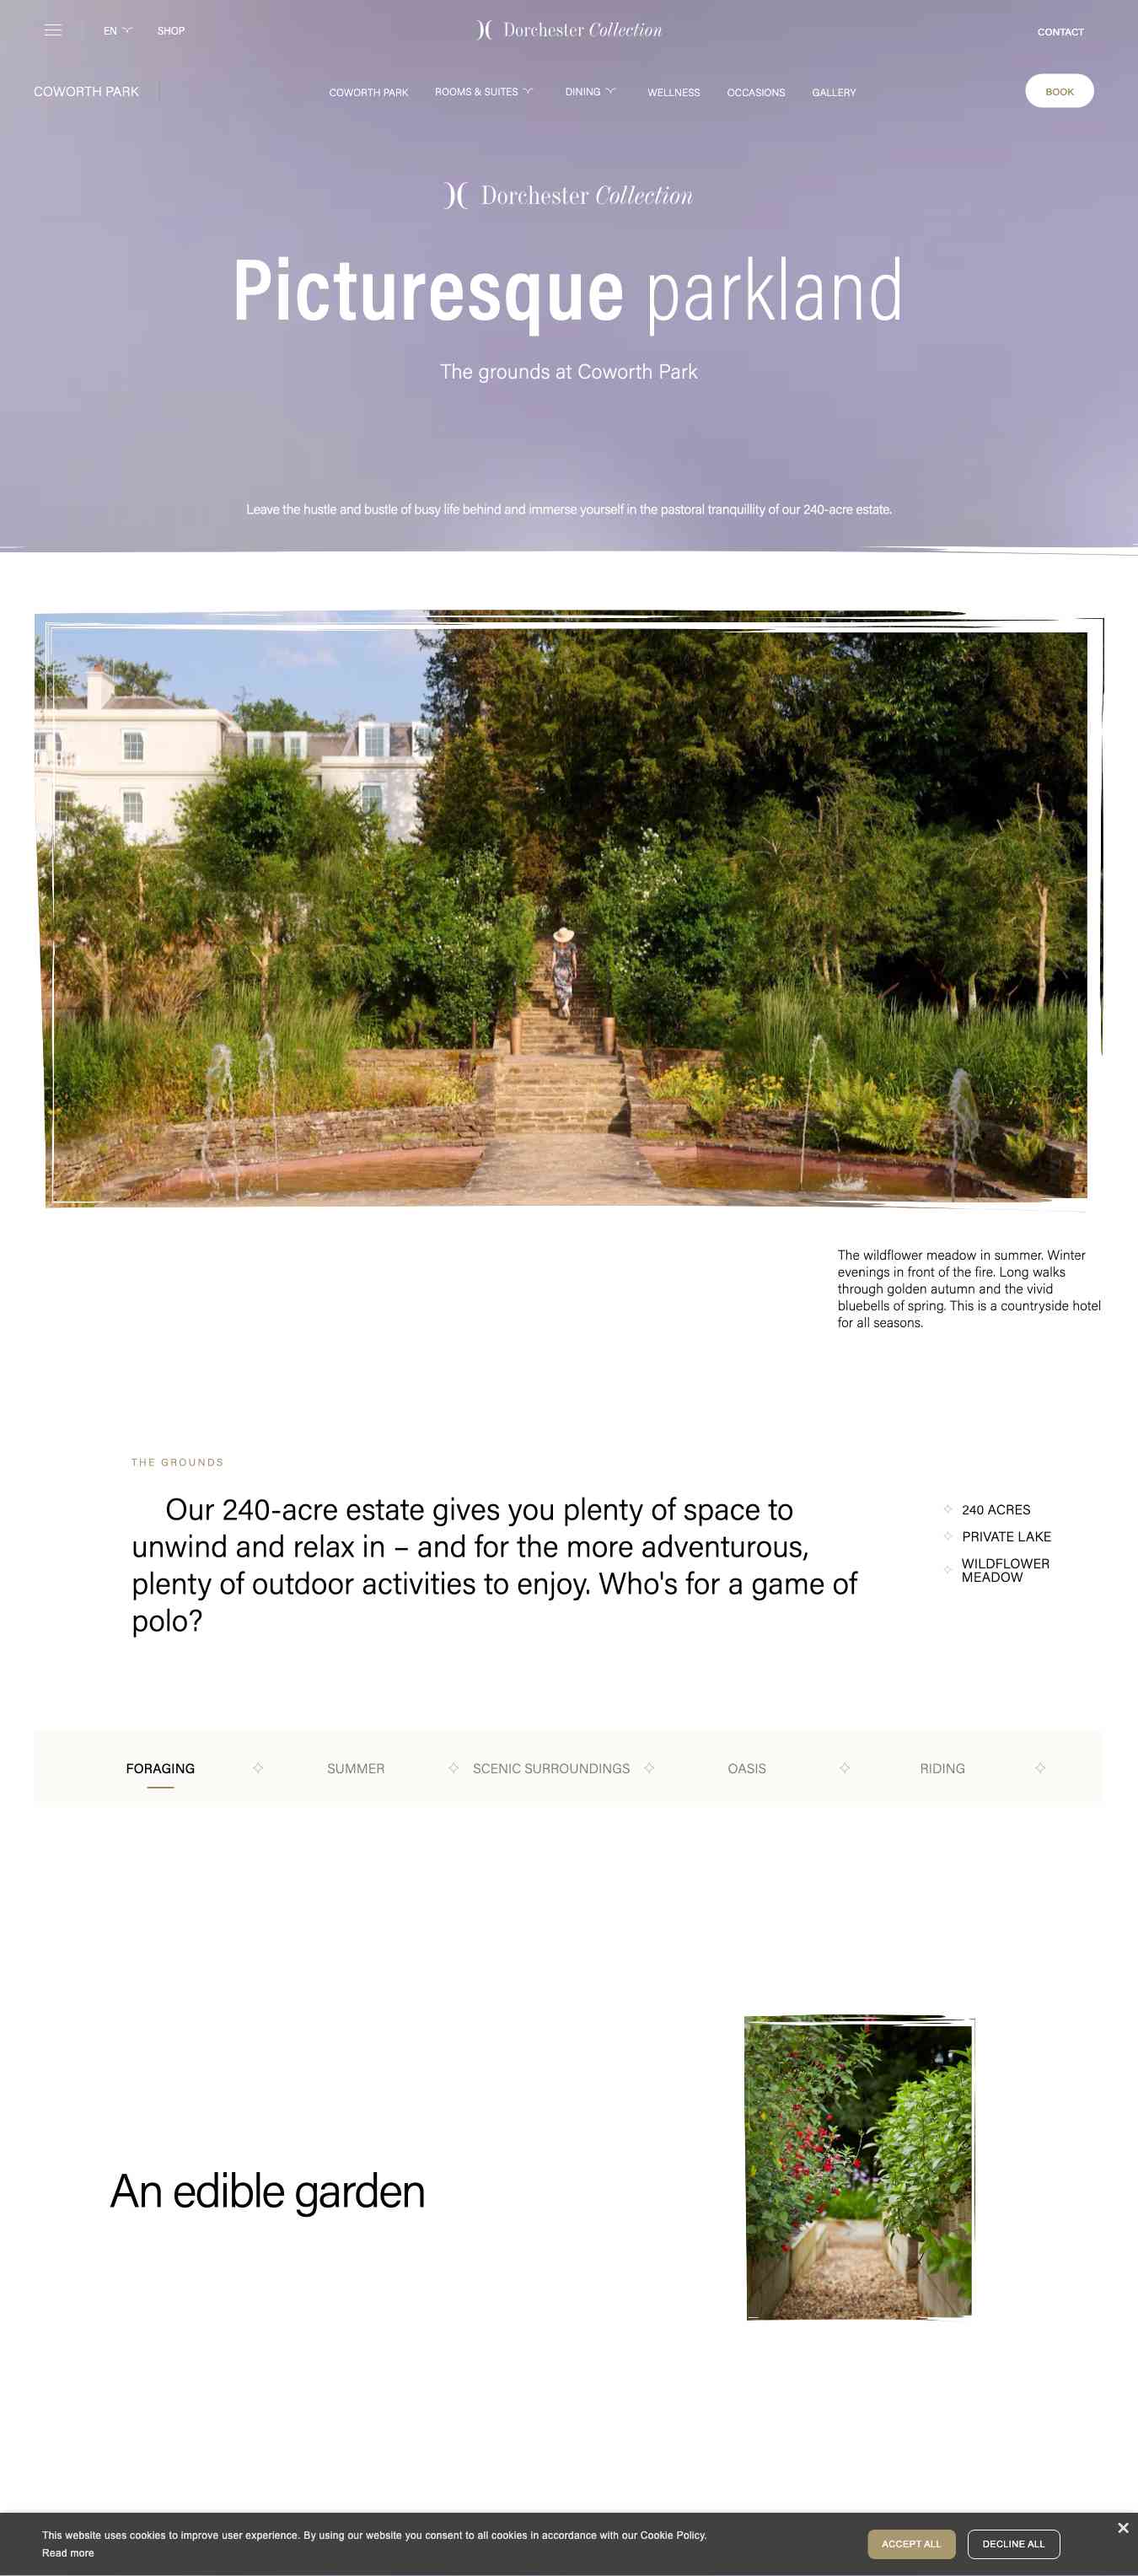 EN
SHOP
Dorchester Collection
CONTACT
COWORTH PARK
COWORTH PARK
ROOMS & SUITES
DINING
WELLNESS
OCCASIONS
GALLERY
BOOK
Dorchester Collection
Picturesque parkland
The grounds at Coworth Park
Leave the hustle and bustle of busy life behind and immerse yourself in the pastoral tranquillity of our 240-acre estate.
The wildflower meadow in summer. Winter
evenings in front of the fire. Long walks
through golden autumn and the vivid
bluebells of spring. This is a countryside hotel
for all seasons.
THE GROUNDS
Our 240-acre estate gives you plenty of space to
unwind and relax in – and for the more adventurous,
plenty of outdoor activities to enjoy. Who's for a game of
polo?
240 ACRES
PRIVATE LAKE
WILDFLOWER
MEADOW
FORAGING
SUMMER
SCENIC SURROUNDINGS
OASIS
RIDING
An edible garden
This website uses cookies to improve user experience. By using our website you consent to all cookies in accordance with our Cookie Policy.
Read more
ACCEPT ALL
DECLINE ALL